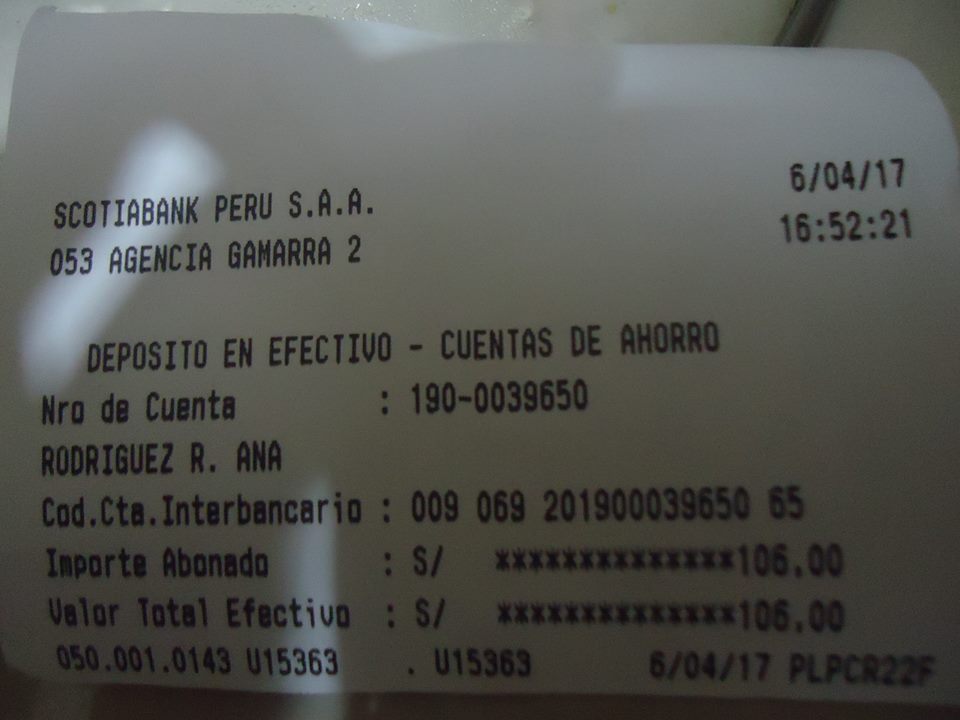 6/04/17
SCOTIABANK PERU S.A.A.
16:52:21
053 AGENCIA GAMARRA 2
DEPOSITO EN EFECTIVO - CUENTAS DE AHORRO
Nro de Cuenta : 190-0039650
RODRIGUEZ R. ANA
Cod.Cta.Interbancario : 009 069 201900039650 65
Importe Abonado : S/ **************106.00
Valor Total Efectivo : S/ **************106.00
050.001.0143 U15363 . U15363 6/04/17 PLPCR22F